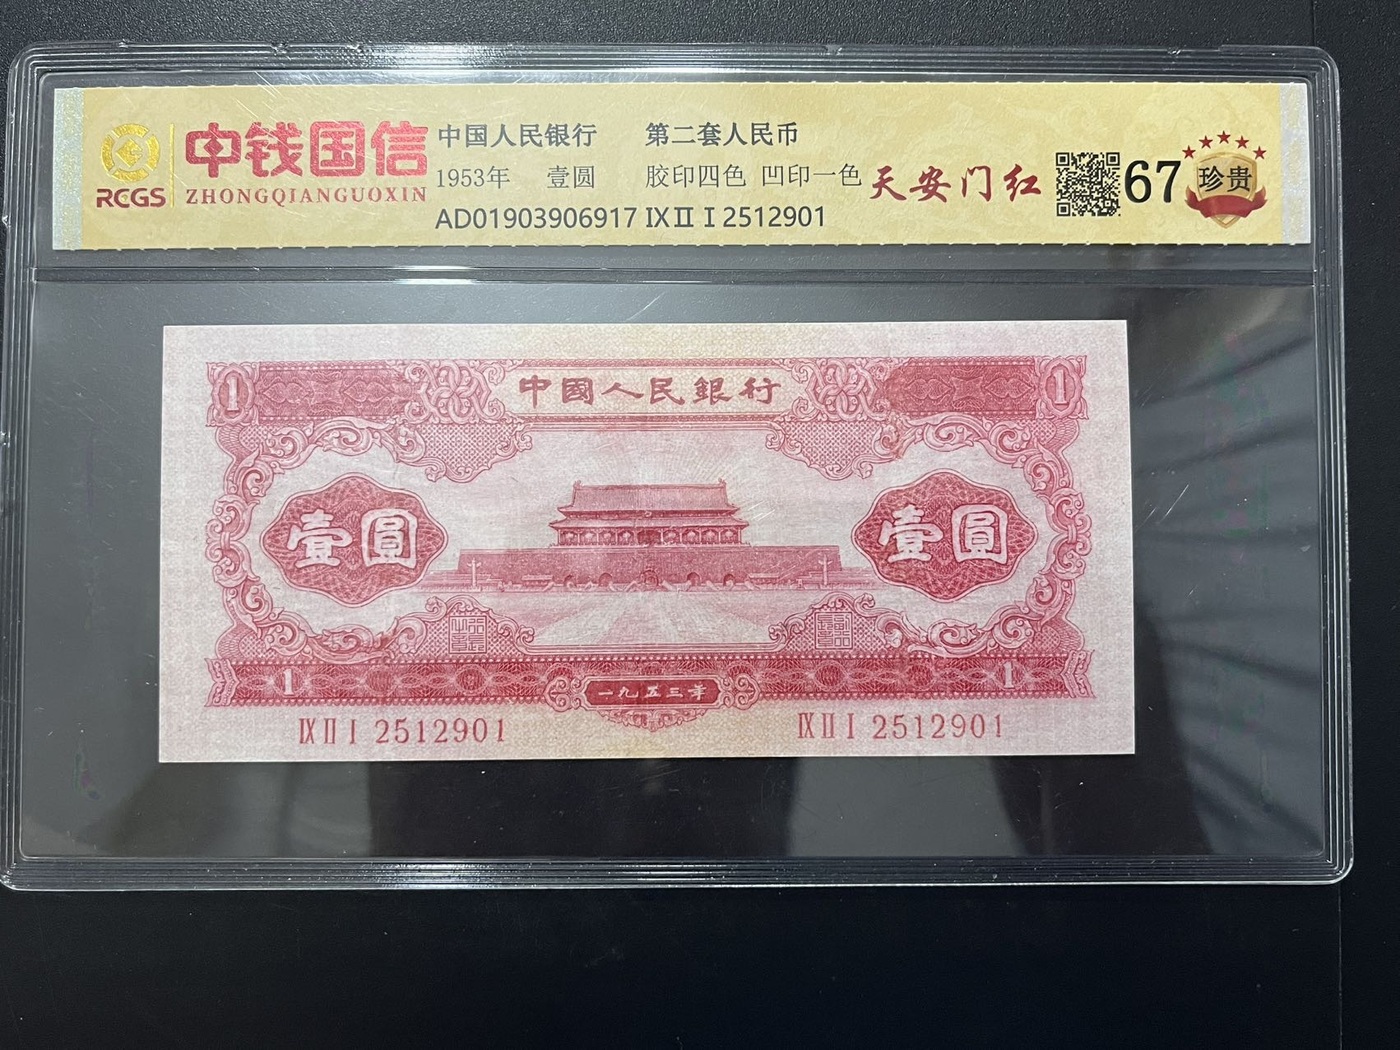 RCGS
中钱国信
ZHONGQIANGUOXIN
中国人民银行 第二套人民币
1953年 壹圆 胶印四色 凹印一色
天安门红
AD01903906917 ⅨⅡⅠ2512901
67
珍贵
1 中國人民銀行 1
壹圓 壹圓
1 一九五三年 1
ⅨⅡⅠ 2512901 ⅨⅡⅠ 2512901